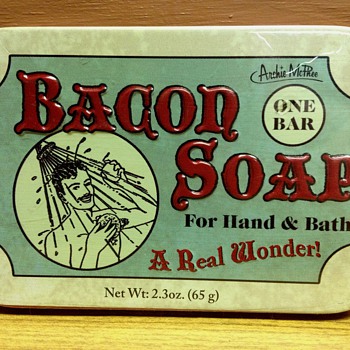 Archie McPhee
BACON
SOAP
ONE
BAR
For Hand & Bath
A Real Wonder!
Net Wt: 2.3oz. (65 g)